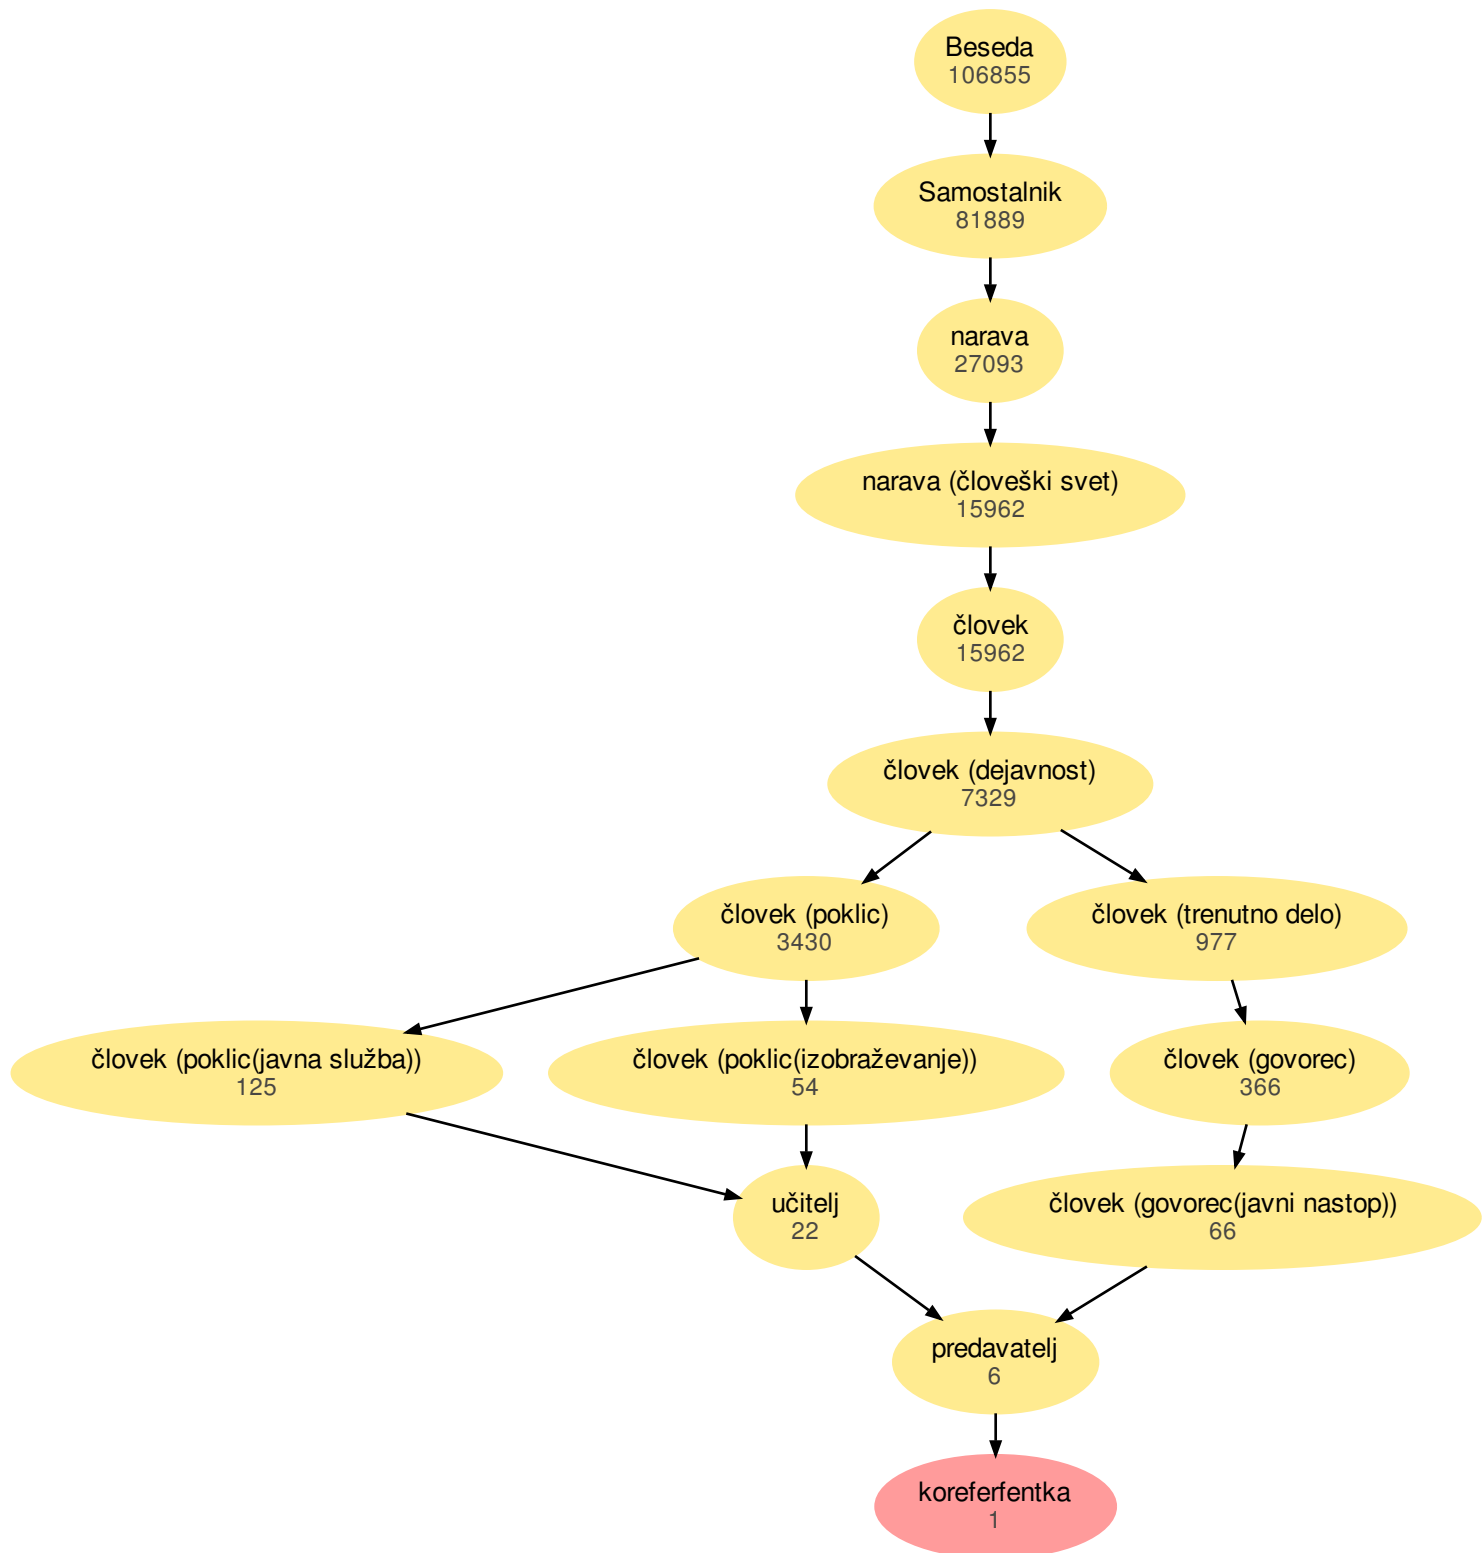 Beseda
106855
Samostalnik
81889
narava
27093
narava (človeški svet)
15962
človek
15962
človek (dejavnost)
7329
človek (poklic)
3430
človek (trenutno delo)
977
človek (poklic(javna služba))
125
človek (poklic(izobraževanje))
54
človek (govorec)
366
učitelj
22
človek (govorec(javni nastop))
66
predavatelj
6
koreferfentka
1